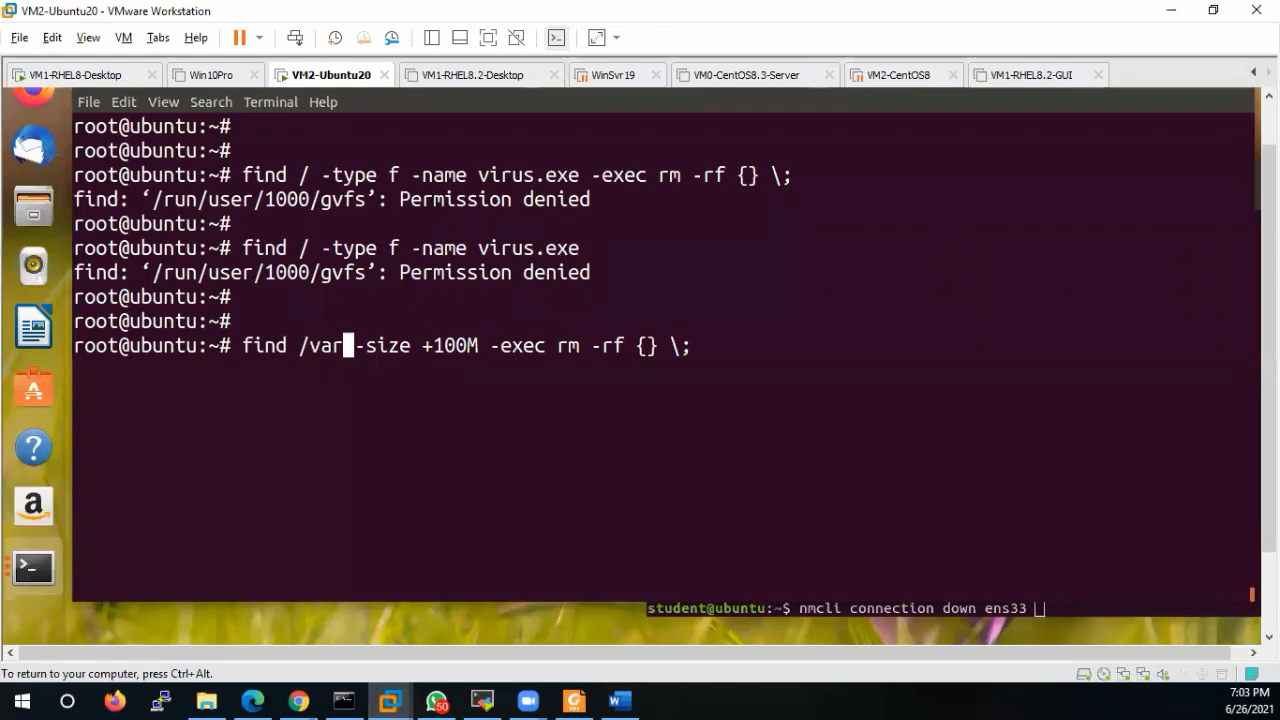 VM2-Ubuntu20 - VMware Workstation
File Edit View VM Tabs Help
VM1-RHEL8-Desktop Win10Pro VM2-Ubuntu20 VM1-RHEL8.2-Desktop WinSvr19 VM0-CentOS8.3-Server VM2-CentOS8 VM1-RHEL8.2-GUI
File Edit View Search Terminal Help
root@ubuntu:~#
root@ubuntu:~#
root@ubuntu:~# find / -type f -name virus.exe -exec rm -rf {} \;
find: ‘/run/user/1000/gvfs’: Permission denied
root@ubuntu:~#
root@ubuntu:~# find / -type f -name virus.exe
find: ‘/run/user/1000/gvfs’: Permission denied
root@ubuntu:~#
root@ubuntu:~#
root@ubuntu:~# find /var -size +100M -exec rm -rf {} \;
student@ubuntu:~$ nmcli connection down ens33
To return to your computer, press Ctrl+Alt.
50
7:03 PM
6/26/2021